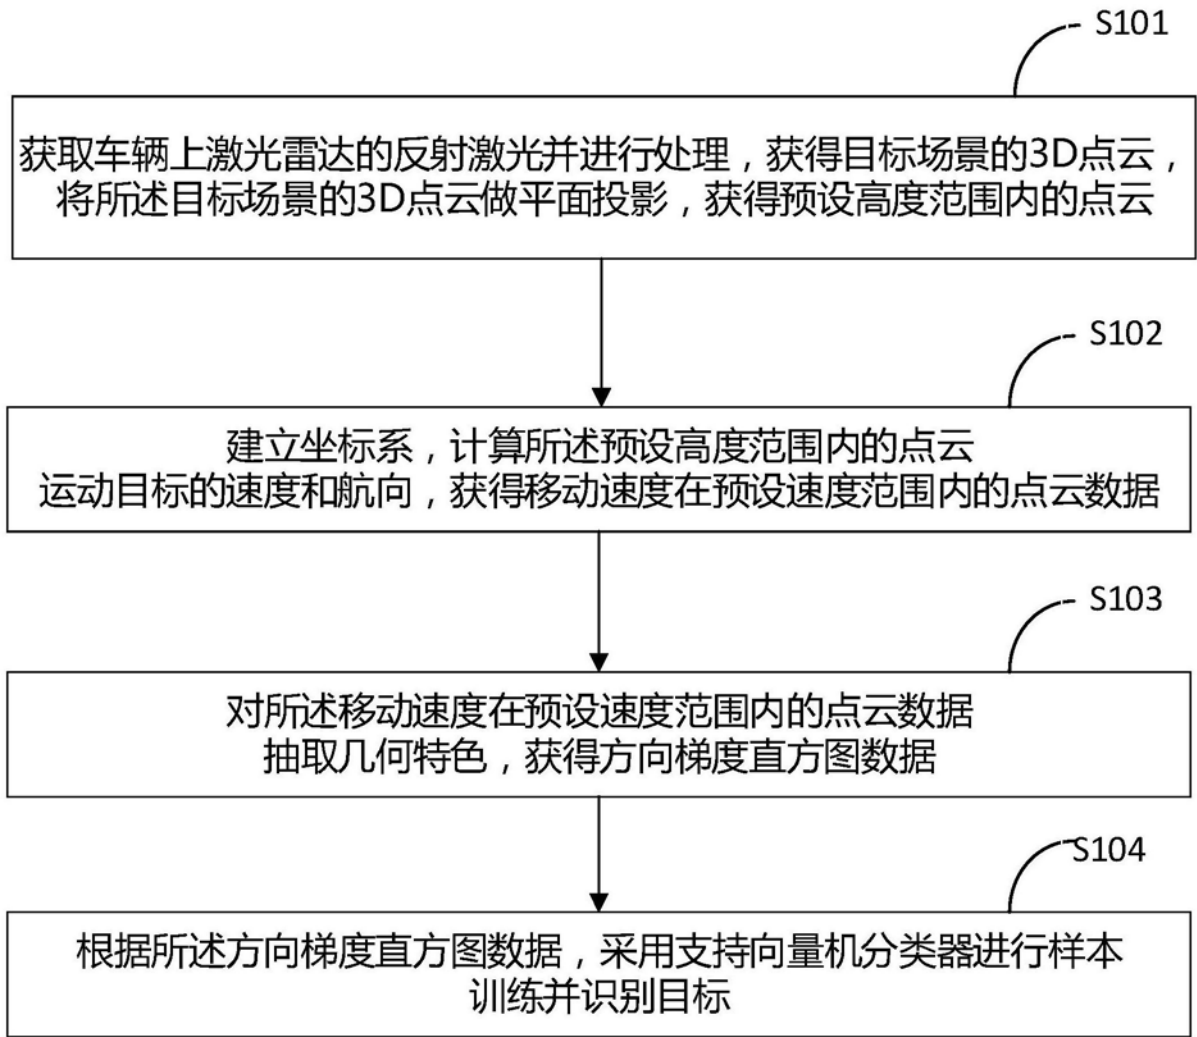 S101
获取车辆上激光雷达的反射激光并进行处理，获得目标场景的3D点云，
将所述目标场景的3D点云做平面投影，获得预设高度范围内的点云
S102
建立坐标系，计算所述预设高度范围内的点云
运动目标的速度和航向，获得移动速度在预设速度范围内的点云数据
S103
对所述移动速度在预设速度范围内的点云数据
抽取几何特色，获得方向梯度直方图数据
S104
根据所述方向梯度直方图数据，采用支持向量机分类器进行样本
训练并识别目标